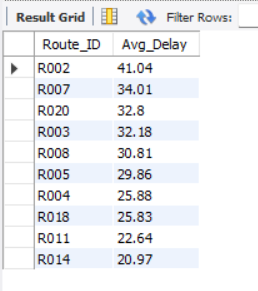 Result Grid Filter Rows:
Route_ID Avg_Delay
R002 41.04
R007 34.01
R020 32.8
R003 32.18
R008 30.81
R005 29.86
R004 25.88
R018 25.83
R011 22.64
R014 20.97